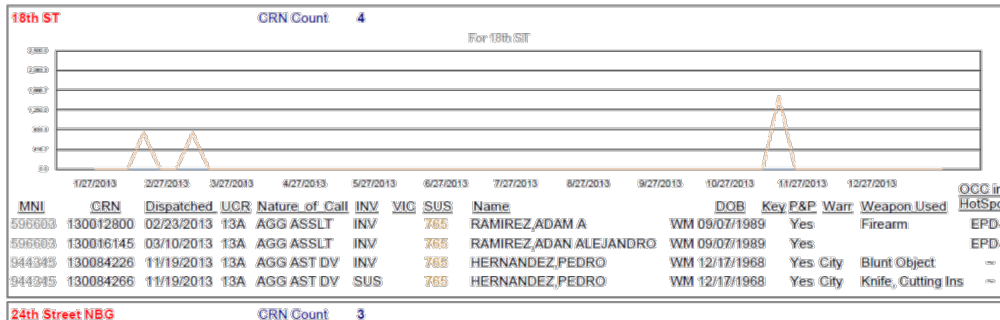 18th ST CRN Count 4
For 18th ST
0.0
1/27/2013 2/27/2013 3/27/2013 4/27/2013 5/27/2013 6/27/2013 7/27/2013 8/27/2013 9/27/2013 10/27/2013 11/27/2013 12/27/2013
OCC in
MNI CRN Dispatched UCR Nature of Call INV VIC SUS Name DOB Key P&P Warr Weapon Used HotSpo
596603 130012800 02/23/2013 13A AGG ASSLT INV 765 RAMIREZ,ADAM A WM 09/07/1989 Yes Firearm EPD-
596603 130016145 03/10/2013 13A AGG ASSLT INV 765 RAMIREZ,ADAN ALEJANDRO WM 09/07/1989 Yes EPD-
944345 130084226 11/19/2013 13A AGG AST DV INV 765 HERNANDEZ,PEDRO WM 12/17/1968 Yes City Blunt Object ~
944345 130084266 11/19/2013 13A AGG AST DV SUS 765 HERNANDEZ,PEDRO WM 12/17/1968 Yes City Knife, Cutting Ins ~
24th Street NBG CRN Count 3